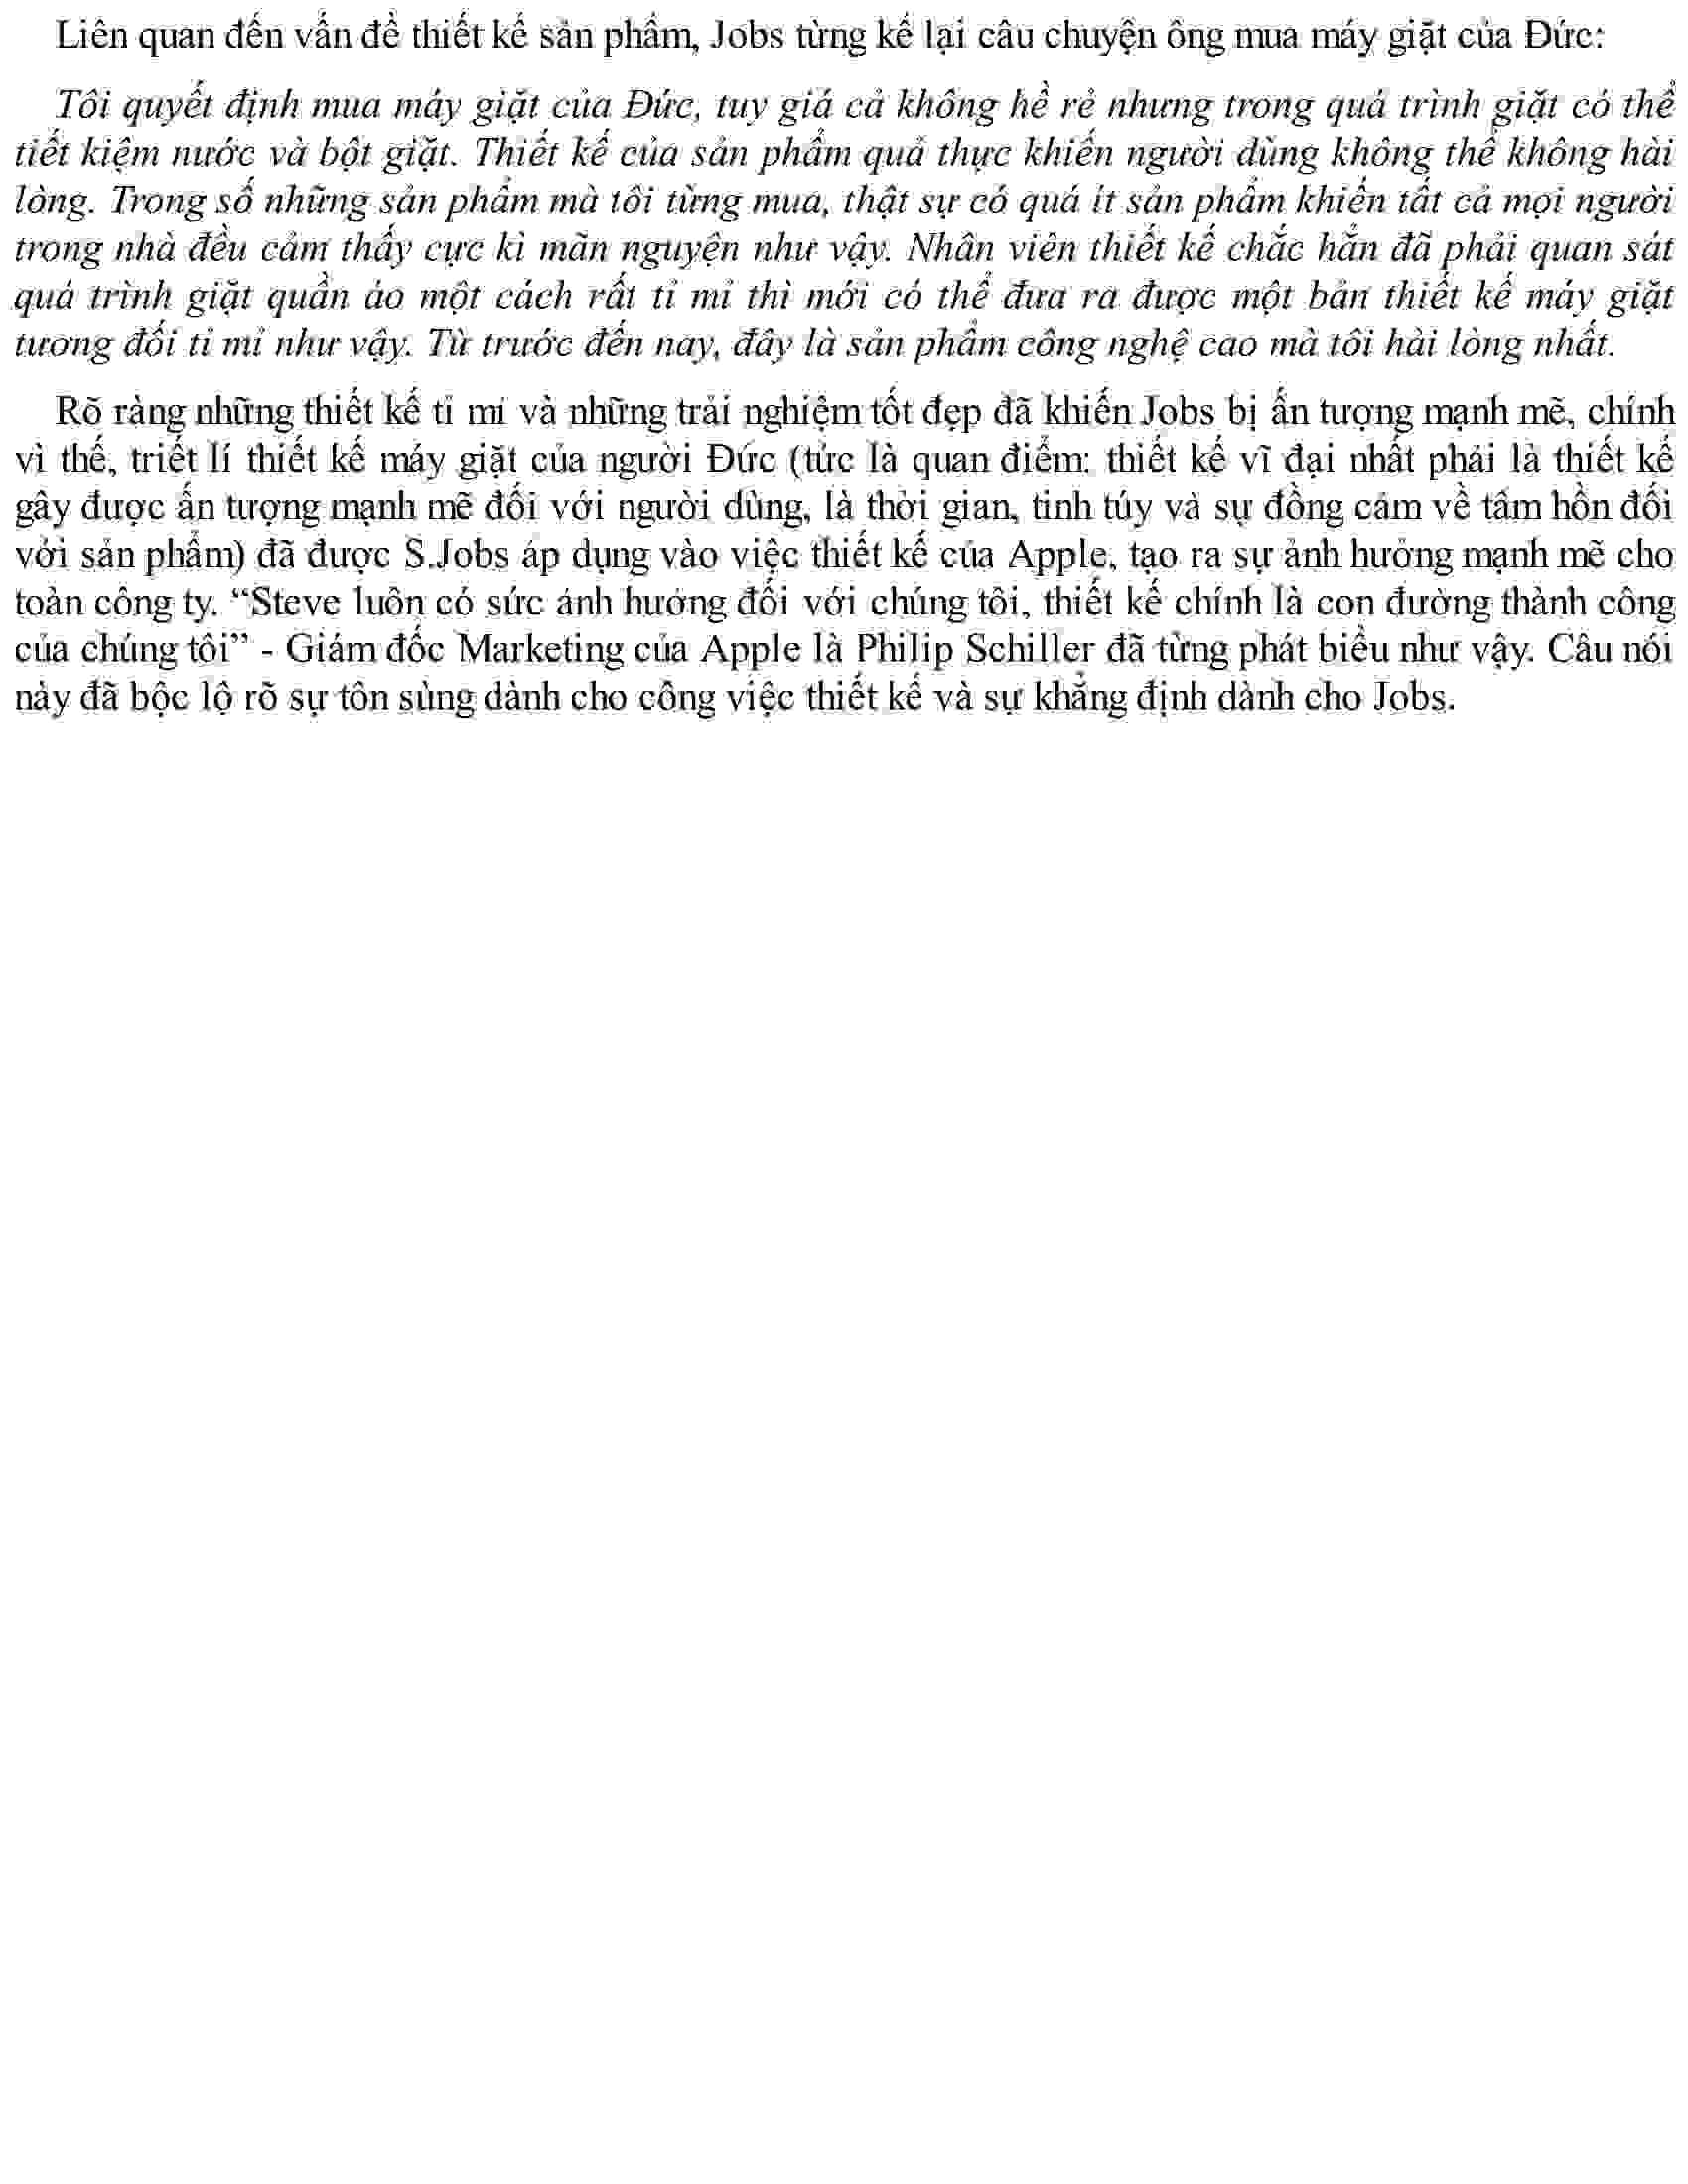 Liên quan đến vấn đề thiết kế sản phẩm, Jobs từng kể lại câu chuyện ông mua máy giặt của Đức:
Tôi quyết định mua máy giặt của Đức, tuy giá cả không hề rẻ nhưng trong quá trình giặt có thể
tiết kiệm nước và bột giặt. Thiết kế của sản phẩm quả thực khiến người dùng không thể không hài
lòng. Trong số những sản phẩm mà tôi từng mua, thật sự có quá ít sản phẩm khiến tất cả mọi người
trong nhà đều cảm thấy cực kì mãn nguyện như vậy. Nhân viên thiết kế chắc hẳn đã phải quan sát
quá trình giặt quần áo một cách rất tỉ mỉ thì mới có thể đưa ra được một bản thiết kế máy giặt
tương đối tỉ mỉ như vậy. Từ trước đến nay, đây là sản phẩm công nghệ cao mà tôi hài lòng nhất.
Rõ ràng những thiết kế tỉ mỉ và những trải nghiệm tốt đẹp đã khiến Jobs bị ấn tượng mạnh mẽ, chính
vì thế, triết lí thiết kế máy giặt của người Đức (tức là quan điểm: thiết kế vĩ đại nhất phải là thiết kế
gây được ấn tượng mạnh mẽ đối với người dùng, là thời gian, tinh túy và sự đồng cảm về tâm hồn đối
với sản phẩm) đã được S.Jobs áp dụng vào việc thiết kế của Apple, tạo ra sự ảnh hưởng mạnh mẽ cho
toàn công ty. “Steve luôn có sức ảnh hưởng đối với chúng tôi, thiết kế chính là con đường thành công
của chúng tôi” - Giám đốc Marketing của Apple là Philip Schiller đã từng phát biểu như vậy. Câu nói
này đã bộc lộ rõ sự tôn sùng dành cho công việc thiết kế và sự khẳng định dành cho Jobs.